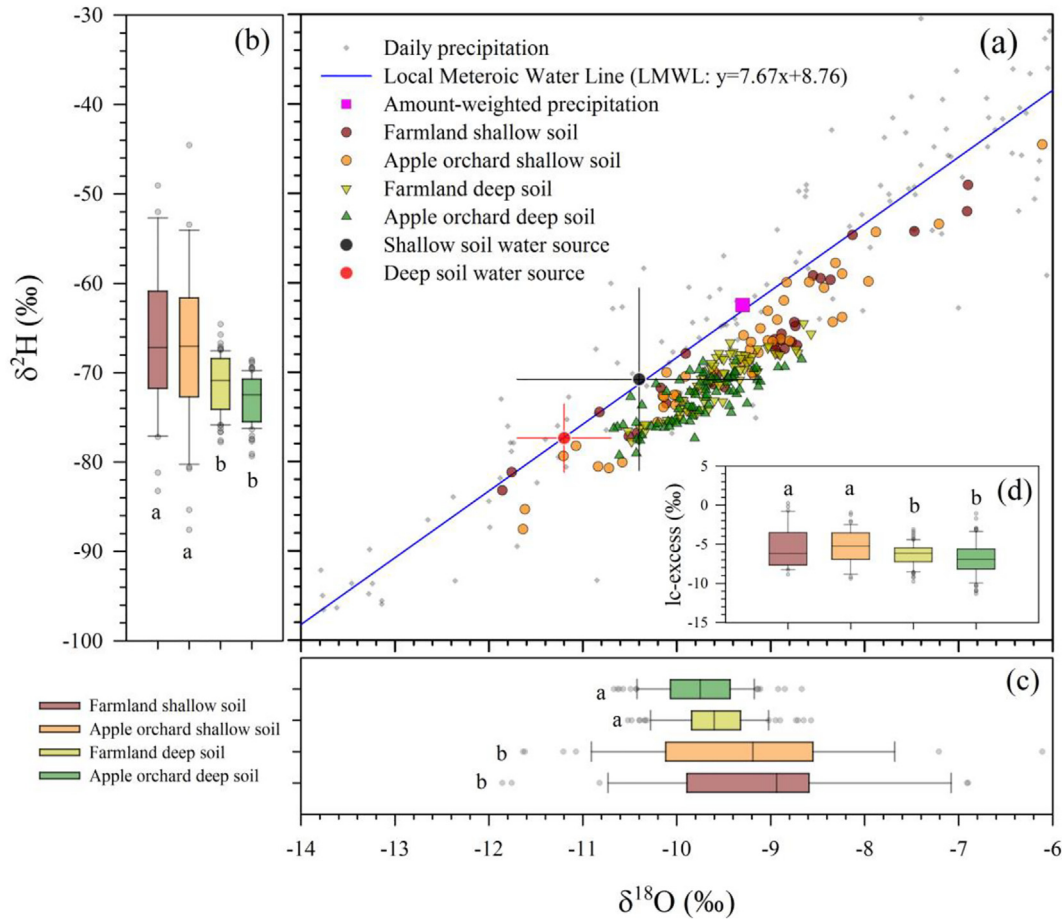 -30
-40
-50
-60
-70
-80
-90
-100
δ²H (‰)
(b)
a
a
b
b
(a)
Daily precipitation
Local Meteroic Water Line (LMWL: y=7.67x+8.76)
Amount-weighted precipitation
Farmland shallow soil
Apple orchard shallow soil
Farmland deep soil
Apple orchard deep soil
Shallow soil water source
Deep soil water source
(d)
lc-excess (‰)
5
0
-5
-10
-15
a
a
b
b
Farmland shallow soil
Apple orchard shallow soil
Farmland deep soil
Apple orchard deep soil
(c)
a
a
b
b
-14
-12
-11
-10
-9
-8
-7
-6
δ¹⁸O (‰)